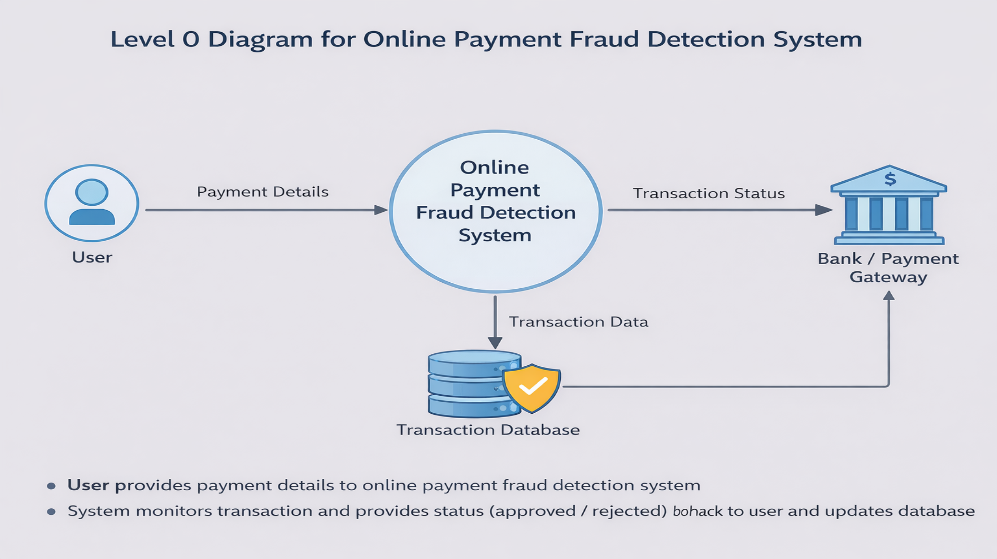 Level 0 Diagram for Online Payment Fraud Detection System
Online
Payment
Fraud Detection
System
Payment Details
Transaction Status
$
User
Bank / Payment
Gateway
Transaction Data
Transaction Database
• User provides payment details to online payment fraud detection system
• System monitors transaction and provides status (approved / rejected) bohack to user and updates database